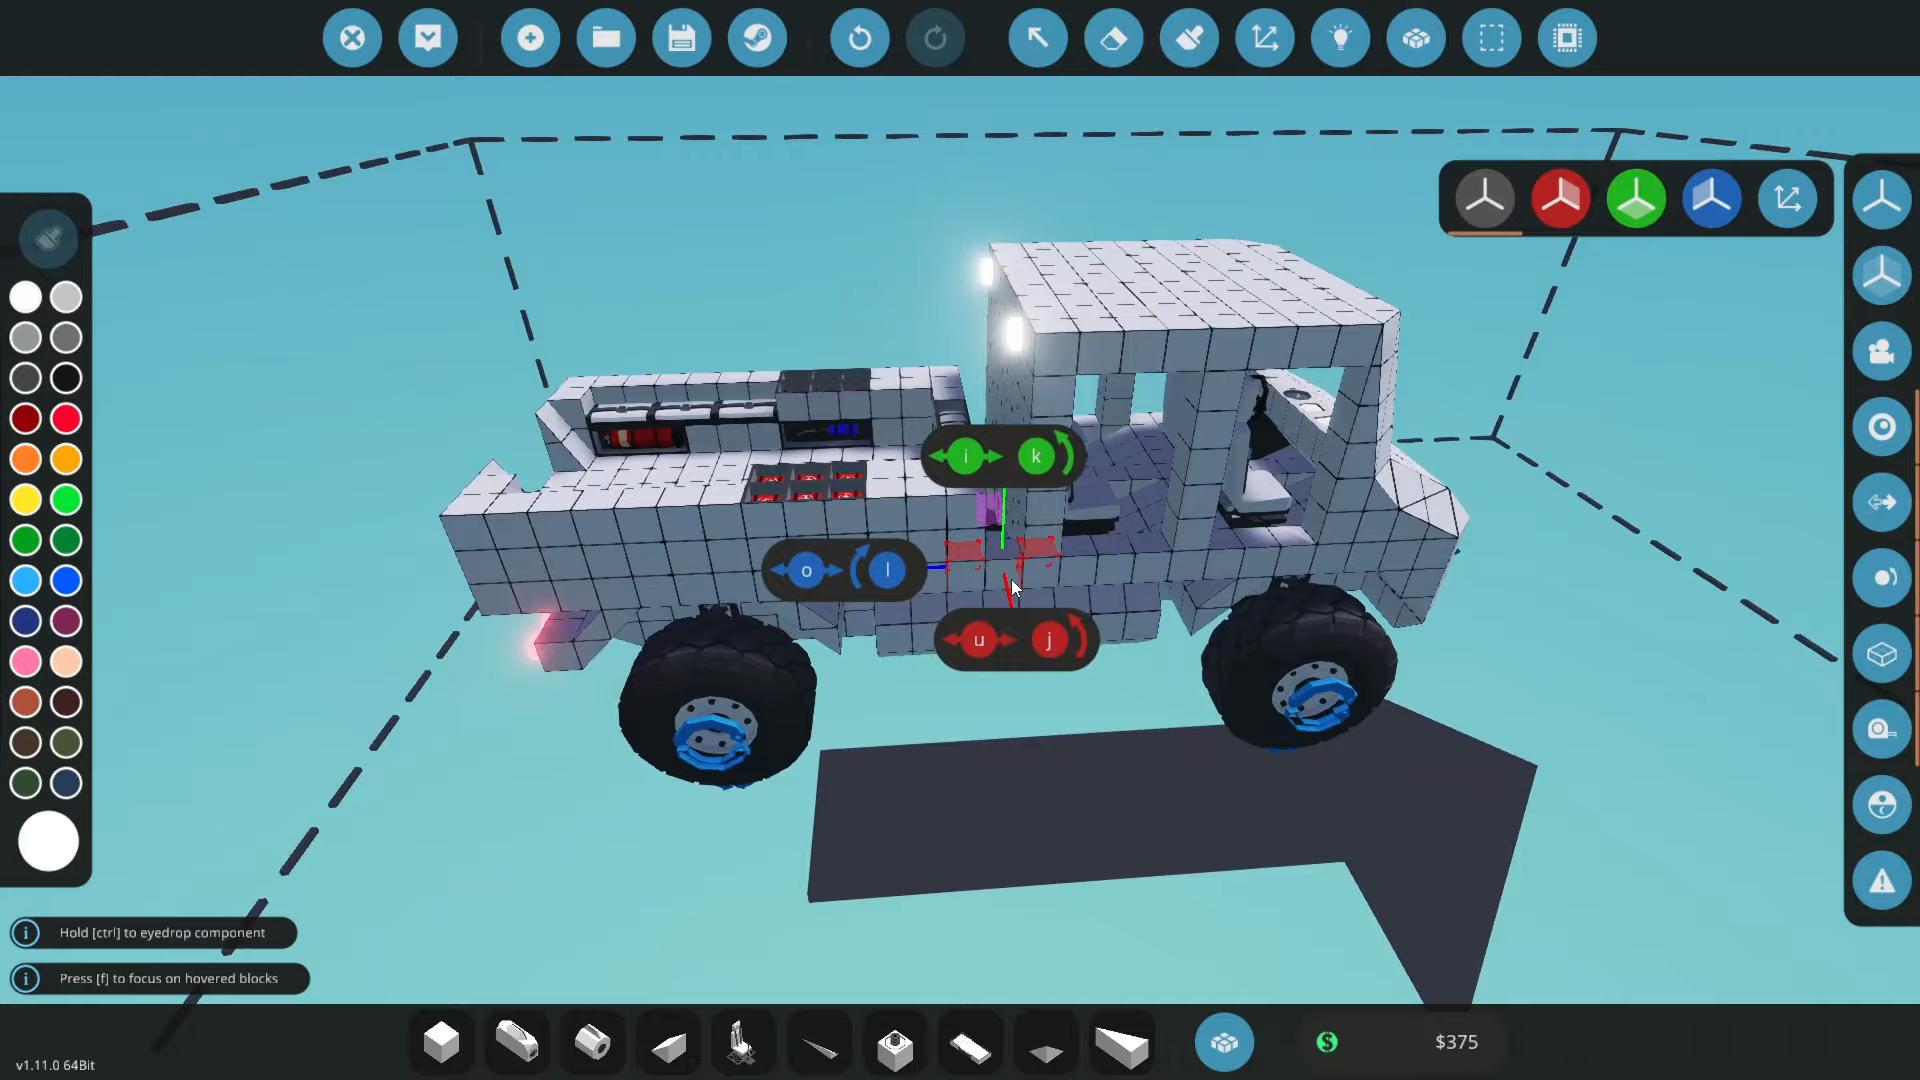 i
k
o
l
u
j
Hold [ctrl] to eyedrop component
Press [f] to focus on hovered blocks
$375
v1.11.0 64Bit